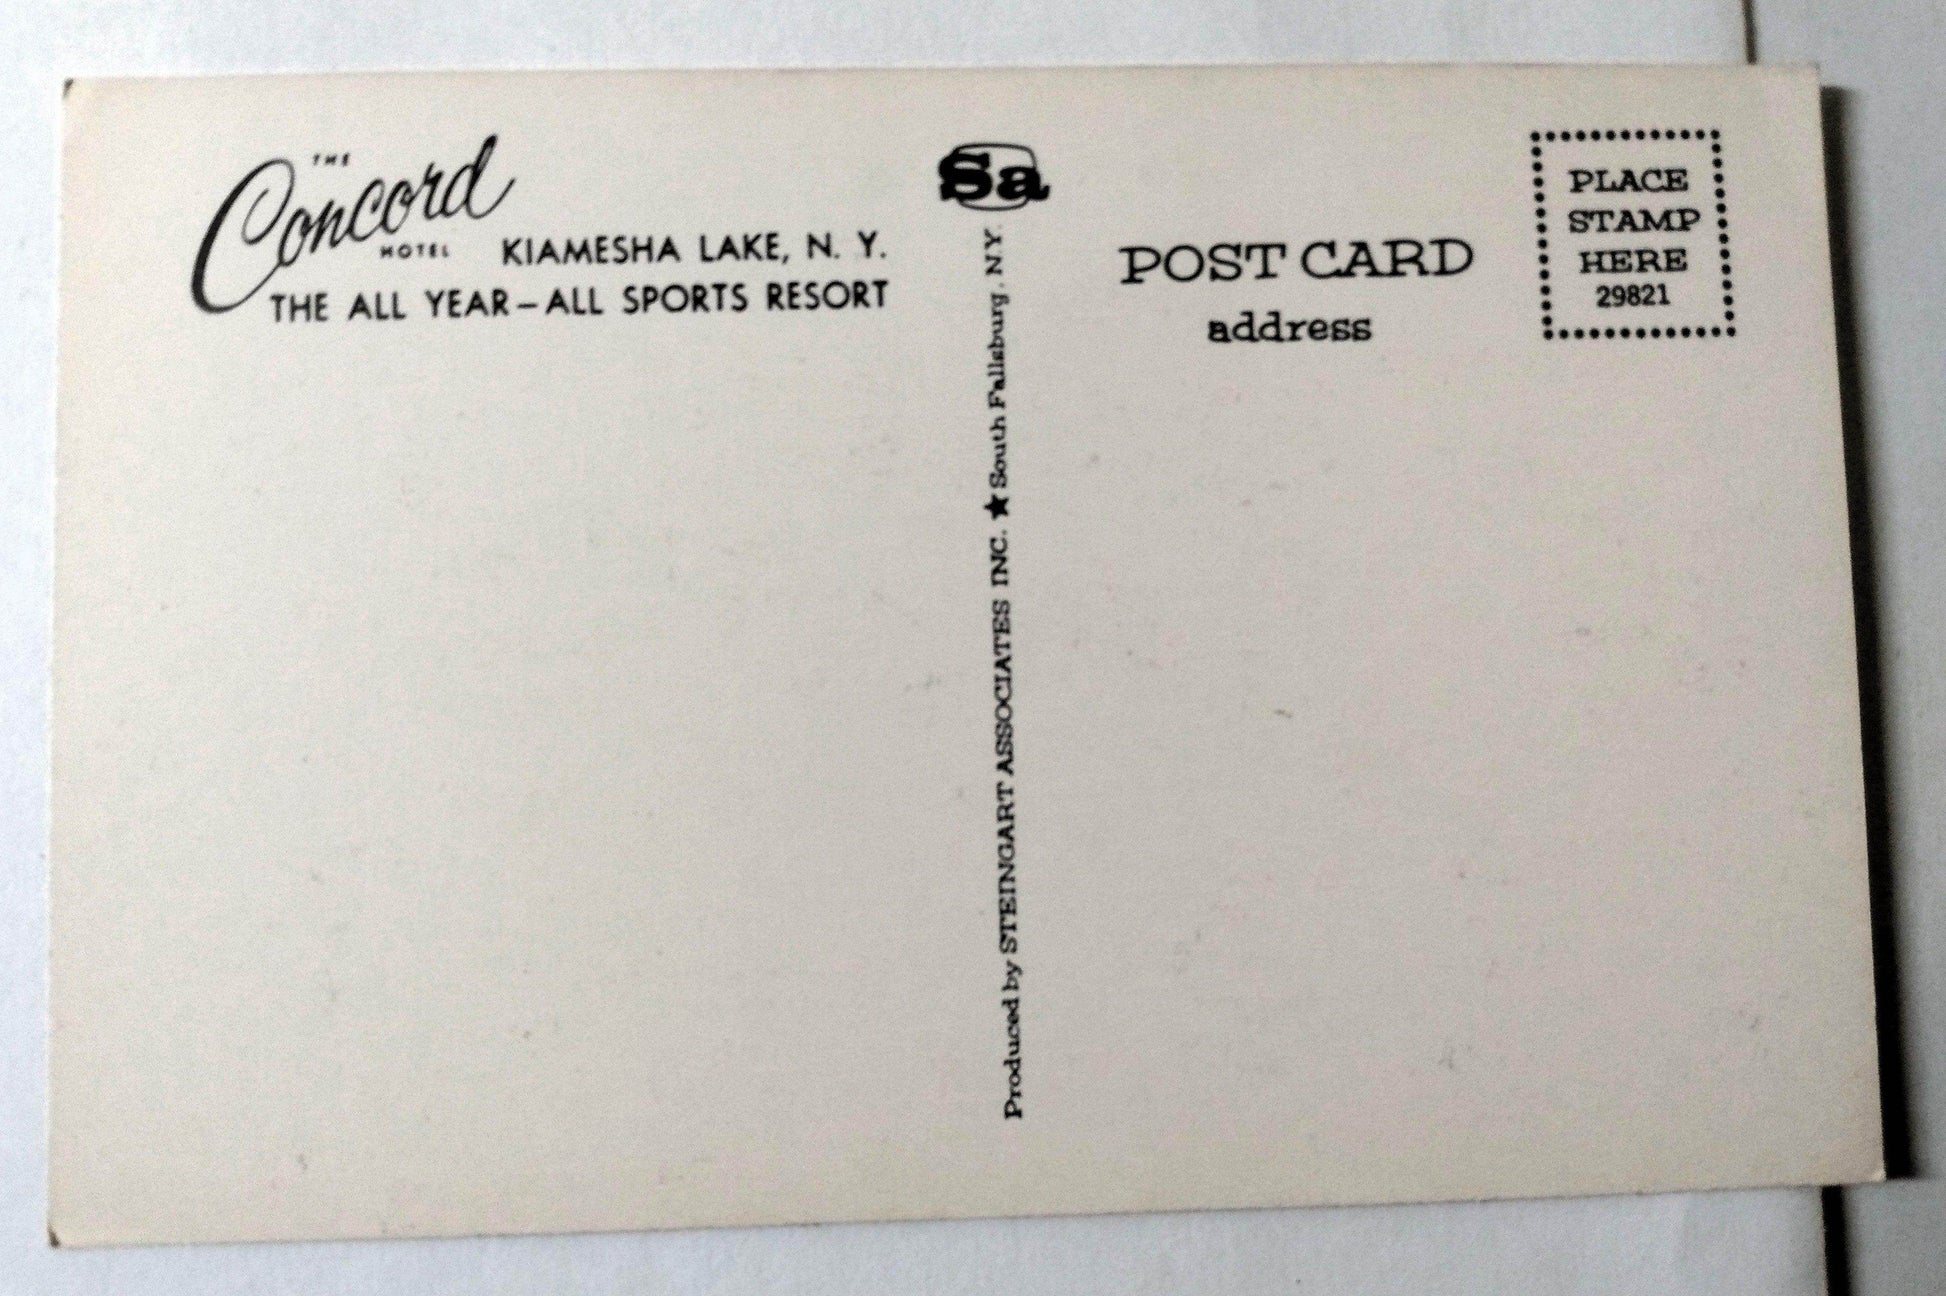 THE
Concord
HOTEL KIAMESHA LAKE, N. Y.
THE ALL YEAR–ALL SPORTS RESORT
Sa
Produced by STEINGART ASSOCIATES INC. ★ South Fallsburg, NY.
POST CARD
address
PLACE
STAMP
HERE
29821